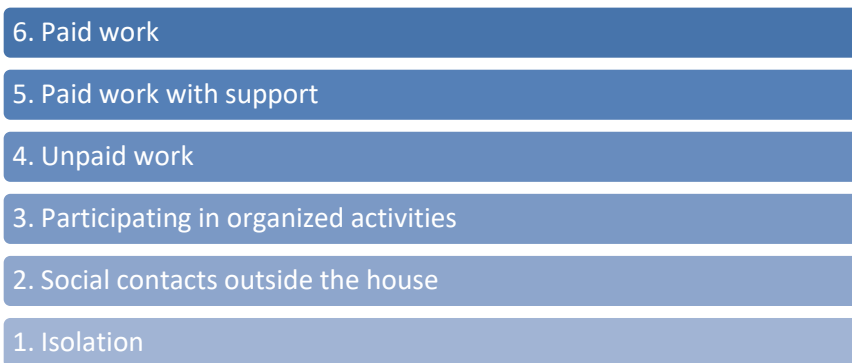 6. Paid work
5. Paid work with support
4. Unpaid work
3. Participating in organized activities
2. Social contacts outside the house
1. Isolation